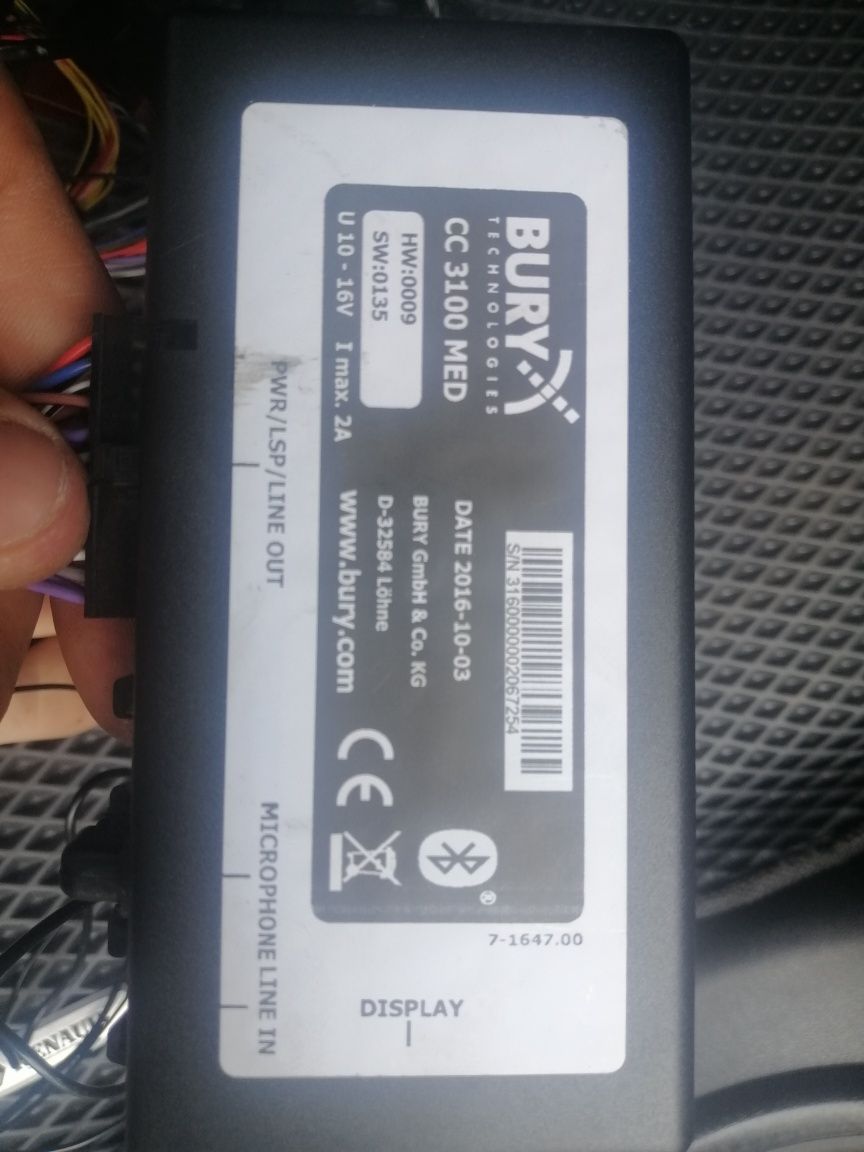 BURY
TECHNOLOGIES
CC 3100 MED
HW:0009
SW:0135
U 10 - 16V I max. 2A
S/N 3160000002067254
DATE 2016-10-03
BURY GmbH & Co. KG
D-32584 Löhne
www.bury.com
CE
®
7-1647.00
PWR/LSP/LINE OUT
MICROPHONE
LINE IN
DISPLAY
RENAULT